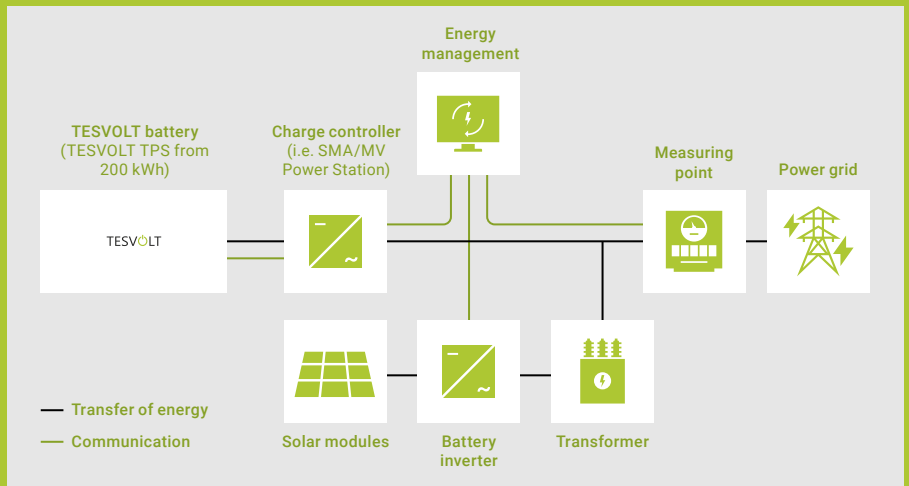 Energy
management
TESVOLT battery
(TESVOLT TPS from
200 kWh)
Charge controller
(i.e. SMA/MV
Power Station)
Measuring
point
Power grid
TESVOLT
Transfer of energy
Communication
Solar modules
Battery
inverter
Transformer